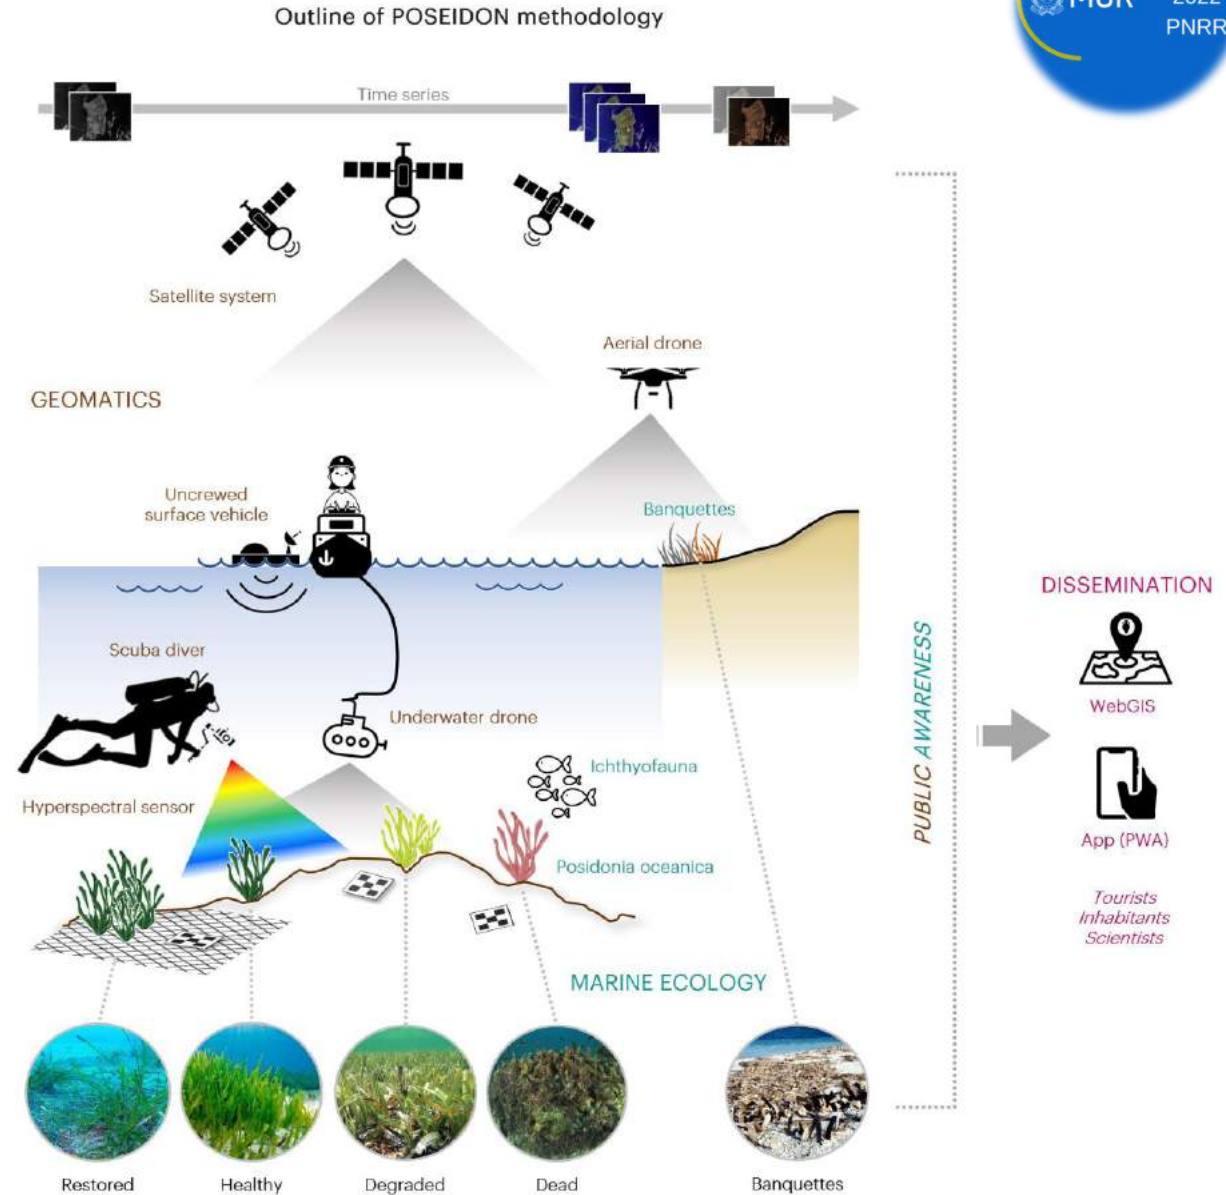 Outline of POSEIDON methodology
MUR
2022
PNRR
Time series
Satellite system
Aerial drone
GEOMATICS
Uncrewed
surface vehicle
Banquettes
DISSEMINATION
Scuba diver
Underwater drone
WebGIS
PUBLIC AWARENESS
Ichthyofauna
Hyperspectral sensor
App (PWA)
Posidonia oceanica
Tourists
Inhabitants
Scientists
MARINE ECOLOGY
Restored
Healthy
Degraded
Dead
Banquettes